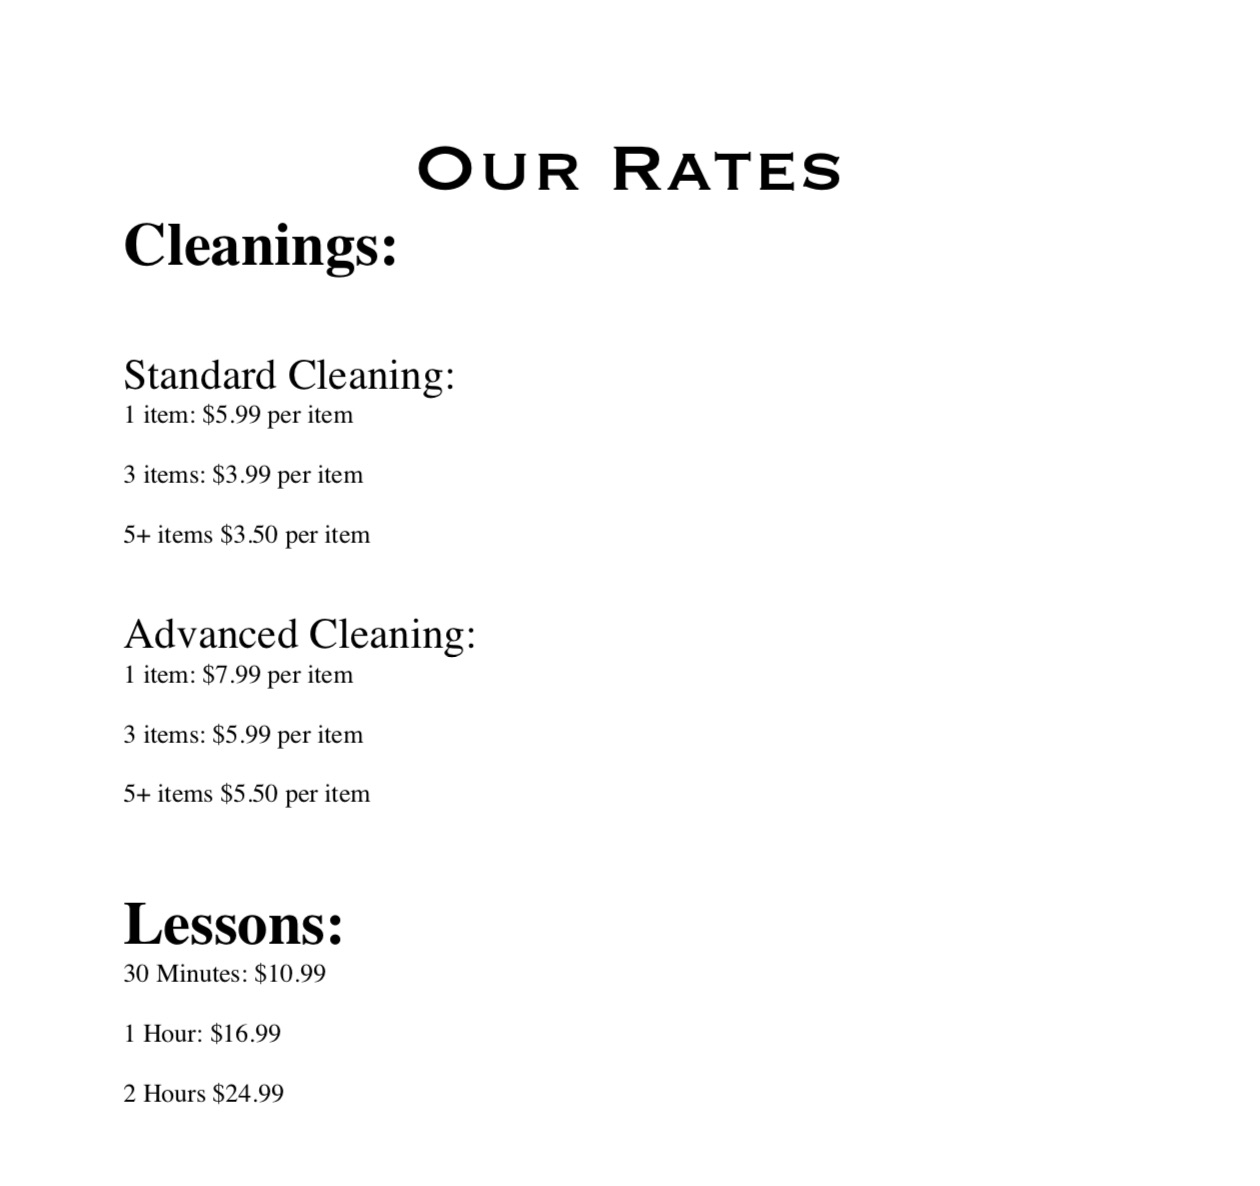 Our Rates
Cleanings:
Standard Cleaning:
1 item: $5.99 per item
3 items: $3.99 per item
5+ items $3.50 per item
Advanced Cleaning:
1 item: $7.99 per item
3 items: $5.99 per item
5+ items $5.50 per item
Lessons:
30 Minutes: $10.99
1 Hour: $16.99
2 Hours $24.99